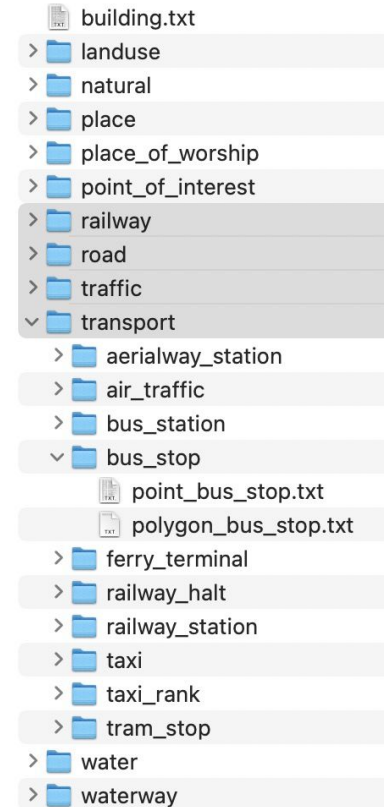 building.txt
landuse
natural
place
place_of_worship
point_of_interest
railway
road
traffic
transport
aerialway_station
air_traffic
bus_station
bus_stop
point_bus_stop.txt
polygon_bus_stop.txt
ferry_terminal
railway_halt
railway_station
taxi
taxi_rank
tram_stop
water
waterway